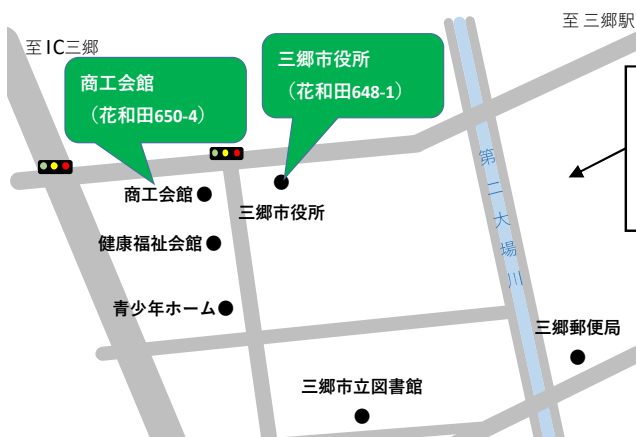 至 三郷駅
至 IC三郷
商工会館
（花和田650-4）
三郷市役所
（花和田648-1）
商工会館
三郷市役所
健康福祉会館
青少年ホーム
三郷市立図書館
三郷郵便局
第二大場川